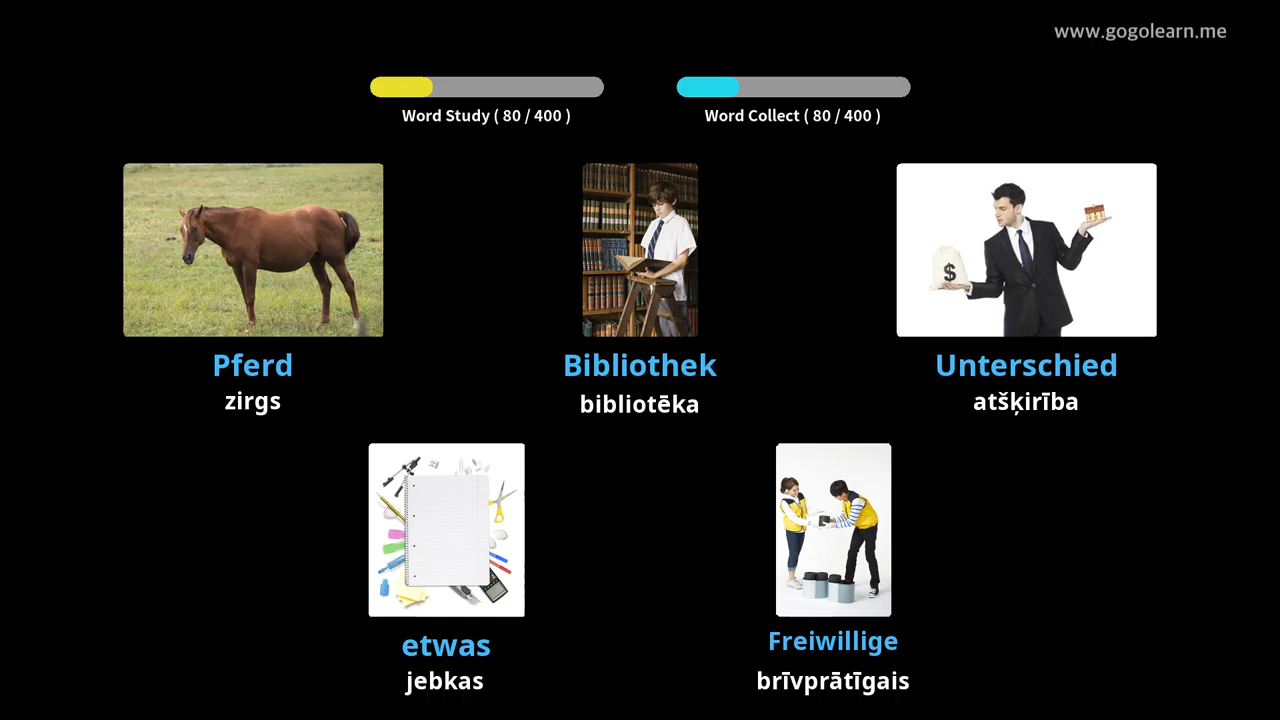 www.gogolearn.me
Word Study ( 80 / 400 )
Word Collect ( 80 / 400 )
Pferd
zirgs
Bibliothek
bibliotēka
Unterschied
atšķirība
$
etwas
jebkas
Freiwillige
brīvprātīgais